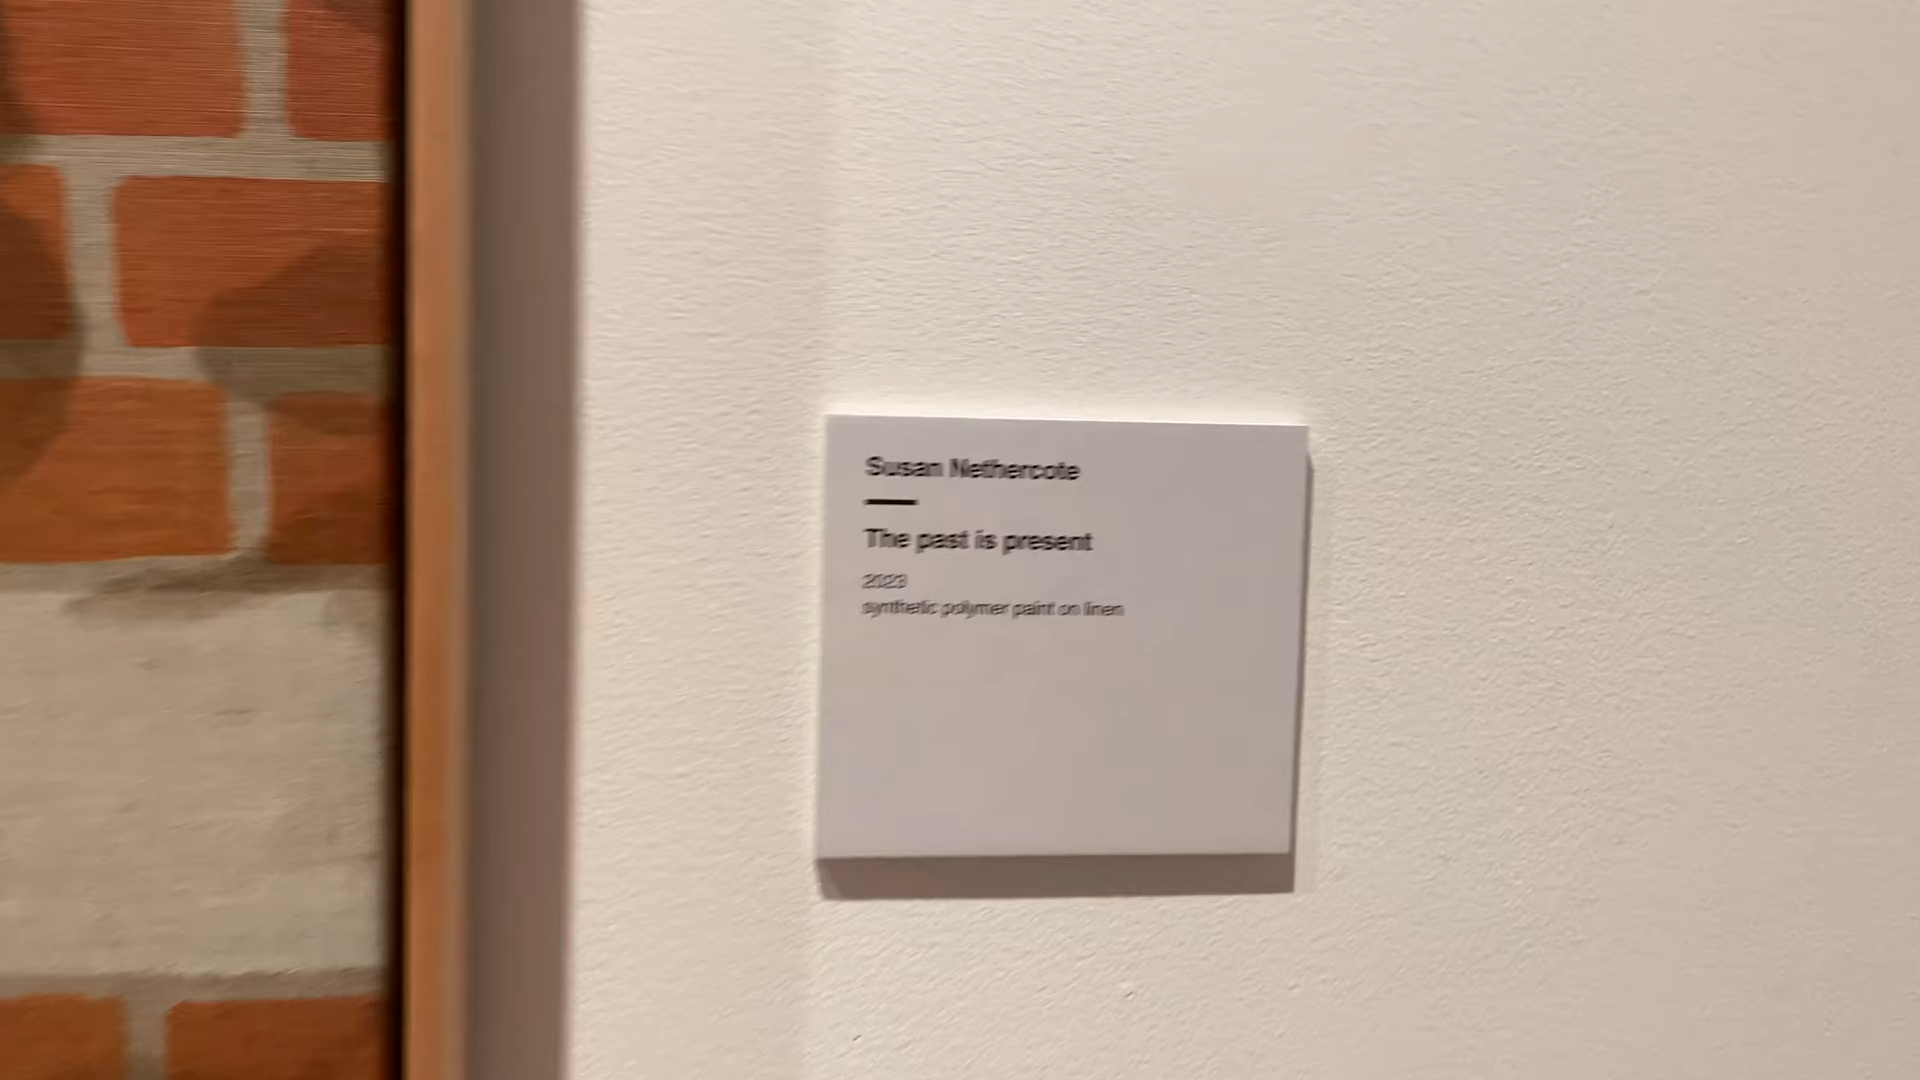 Susan Nethercote
The past is present
2023
synthetic polymer paint on linen